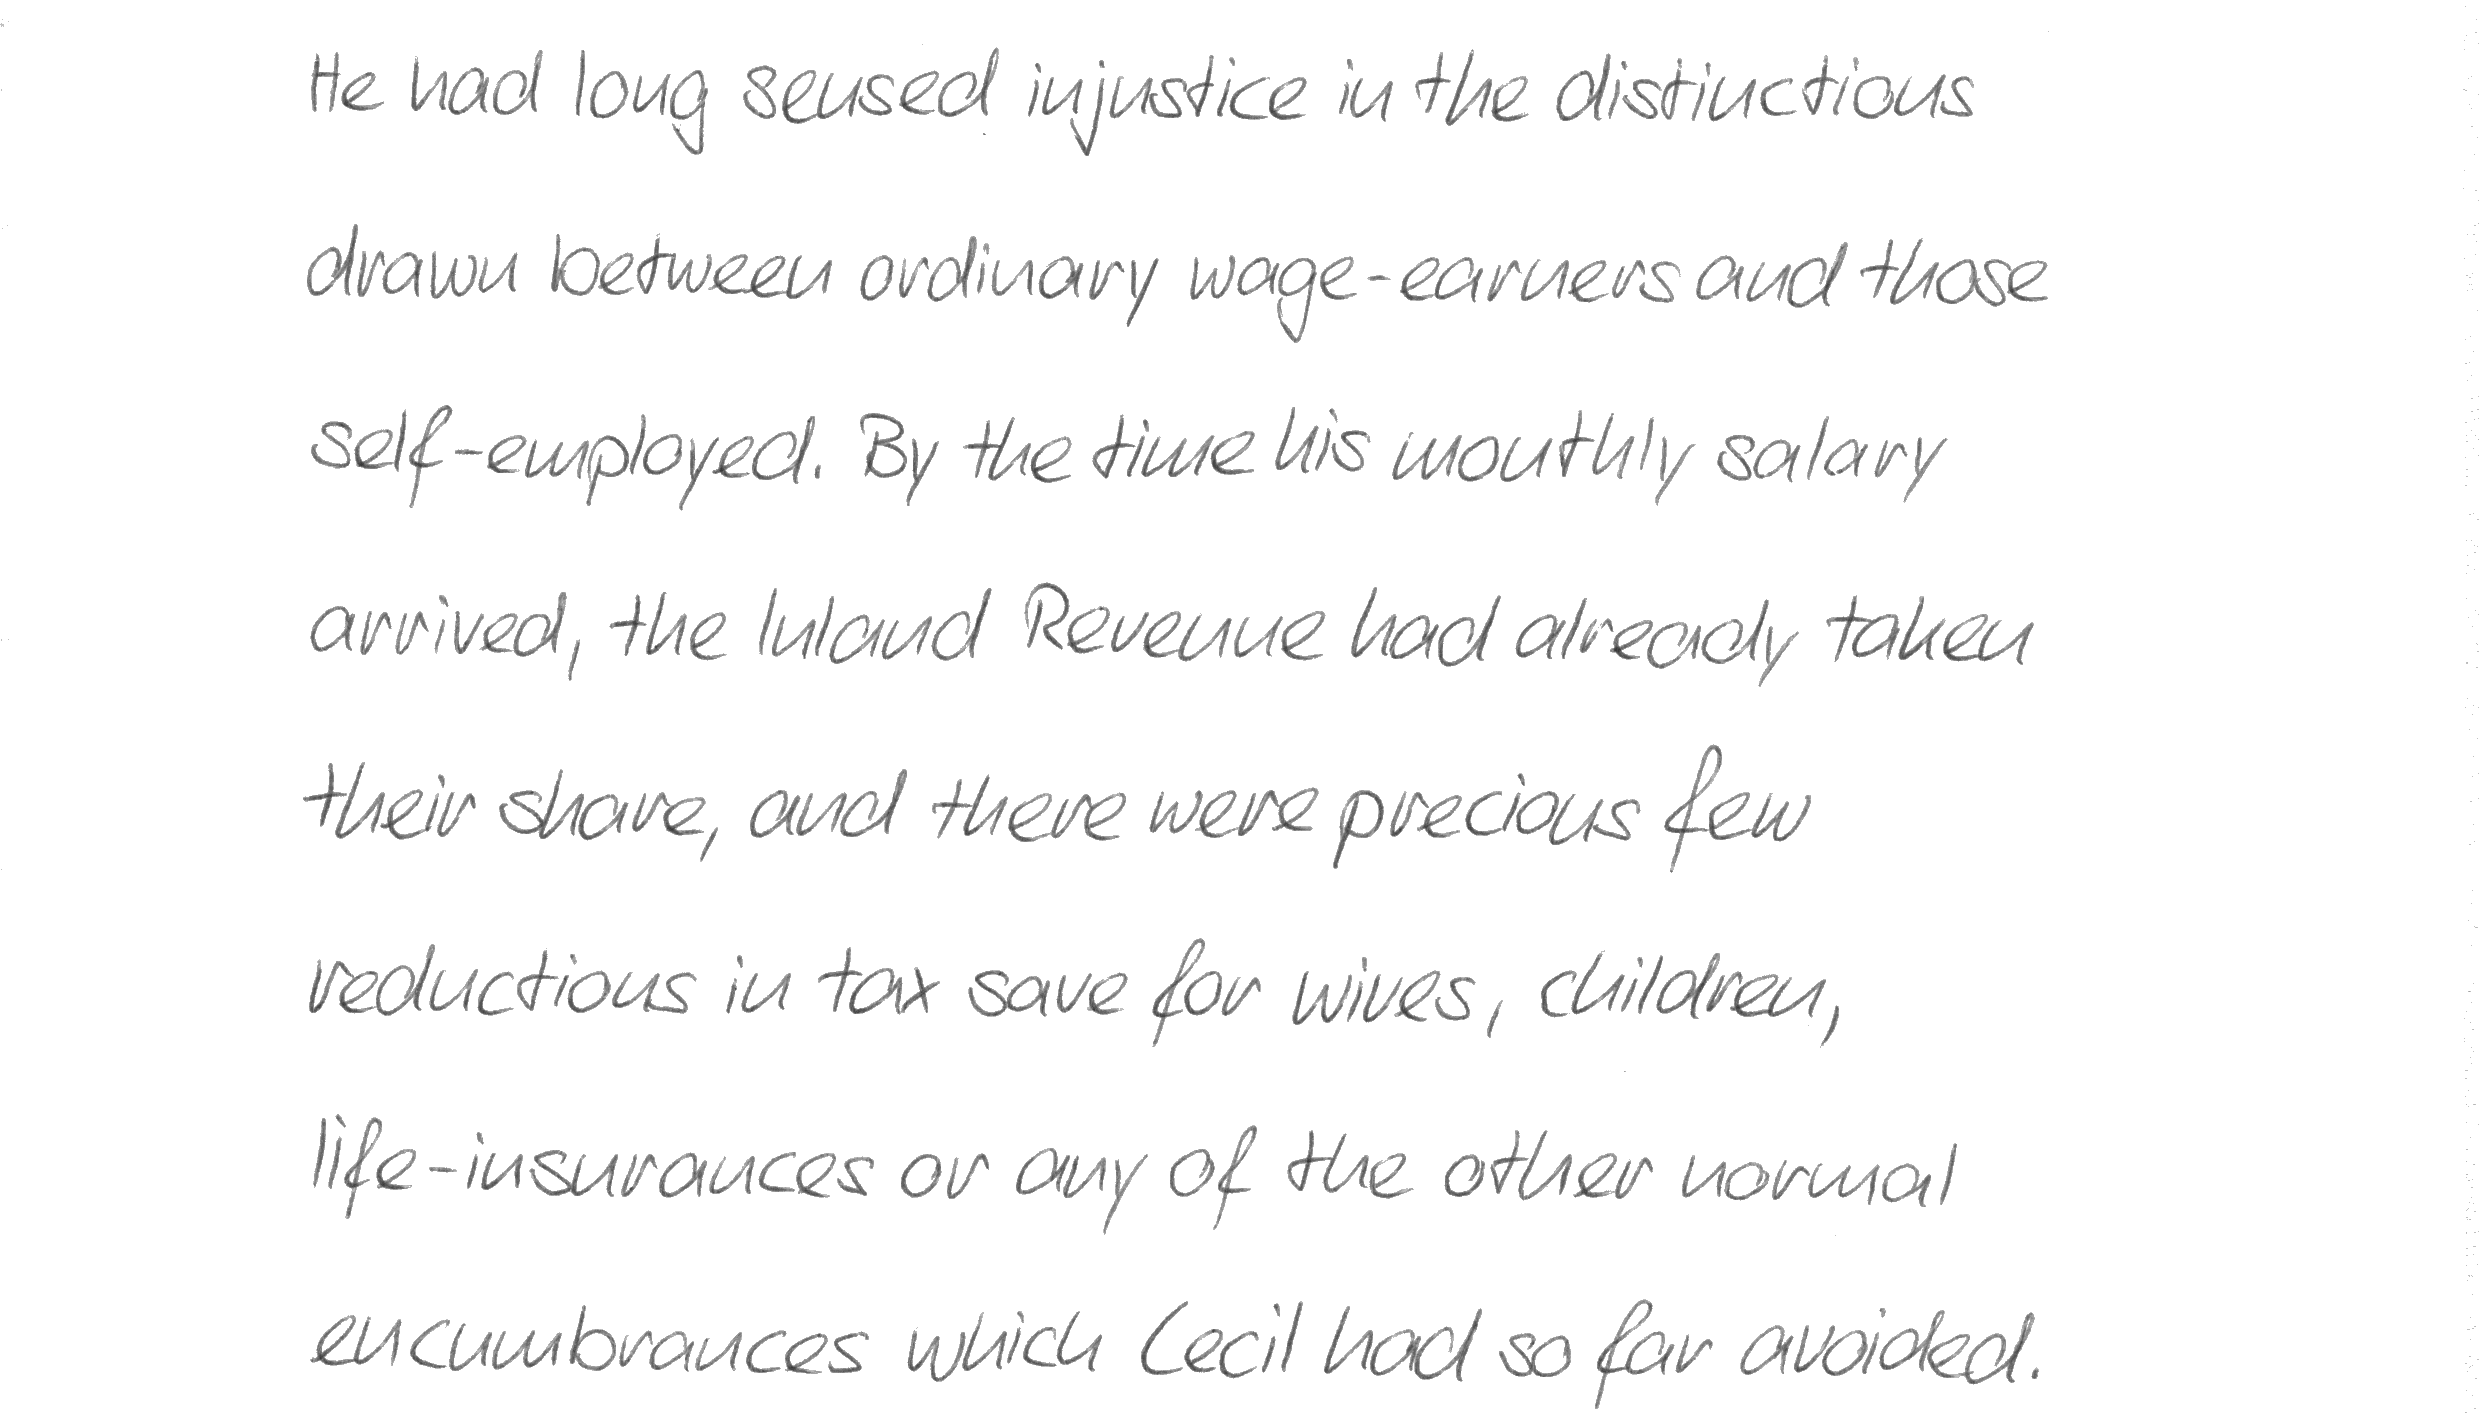 He had long sensed injustice in the distinctions
drawn between ordinary wage-earners and those
self-employed. By the time his monthly salary
arrived, the Inland Revenue had already taken
their share, and there were precious few
reductions in tax save for wives, children,
life-insurances or any of the other normal
encumbrances which Cecil had so far avoided.